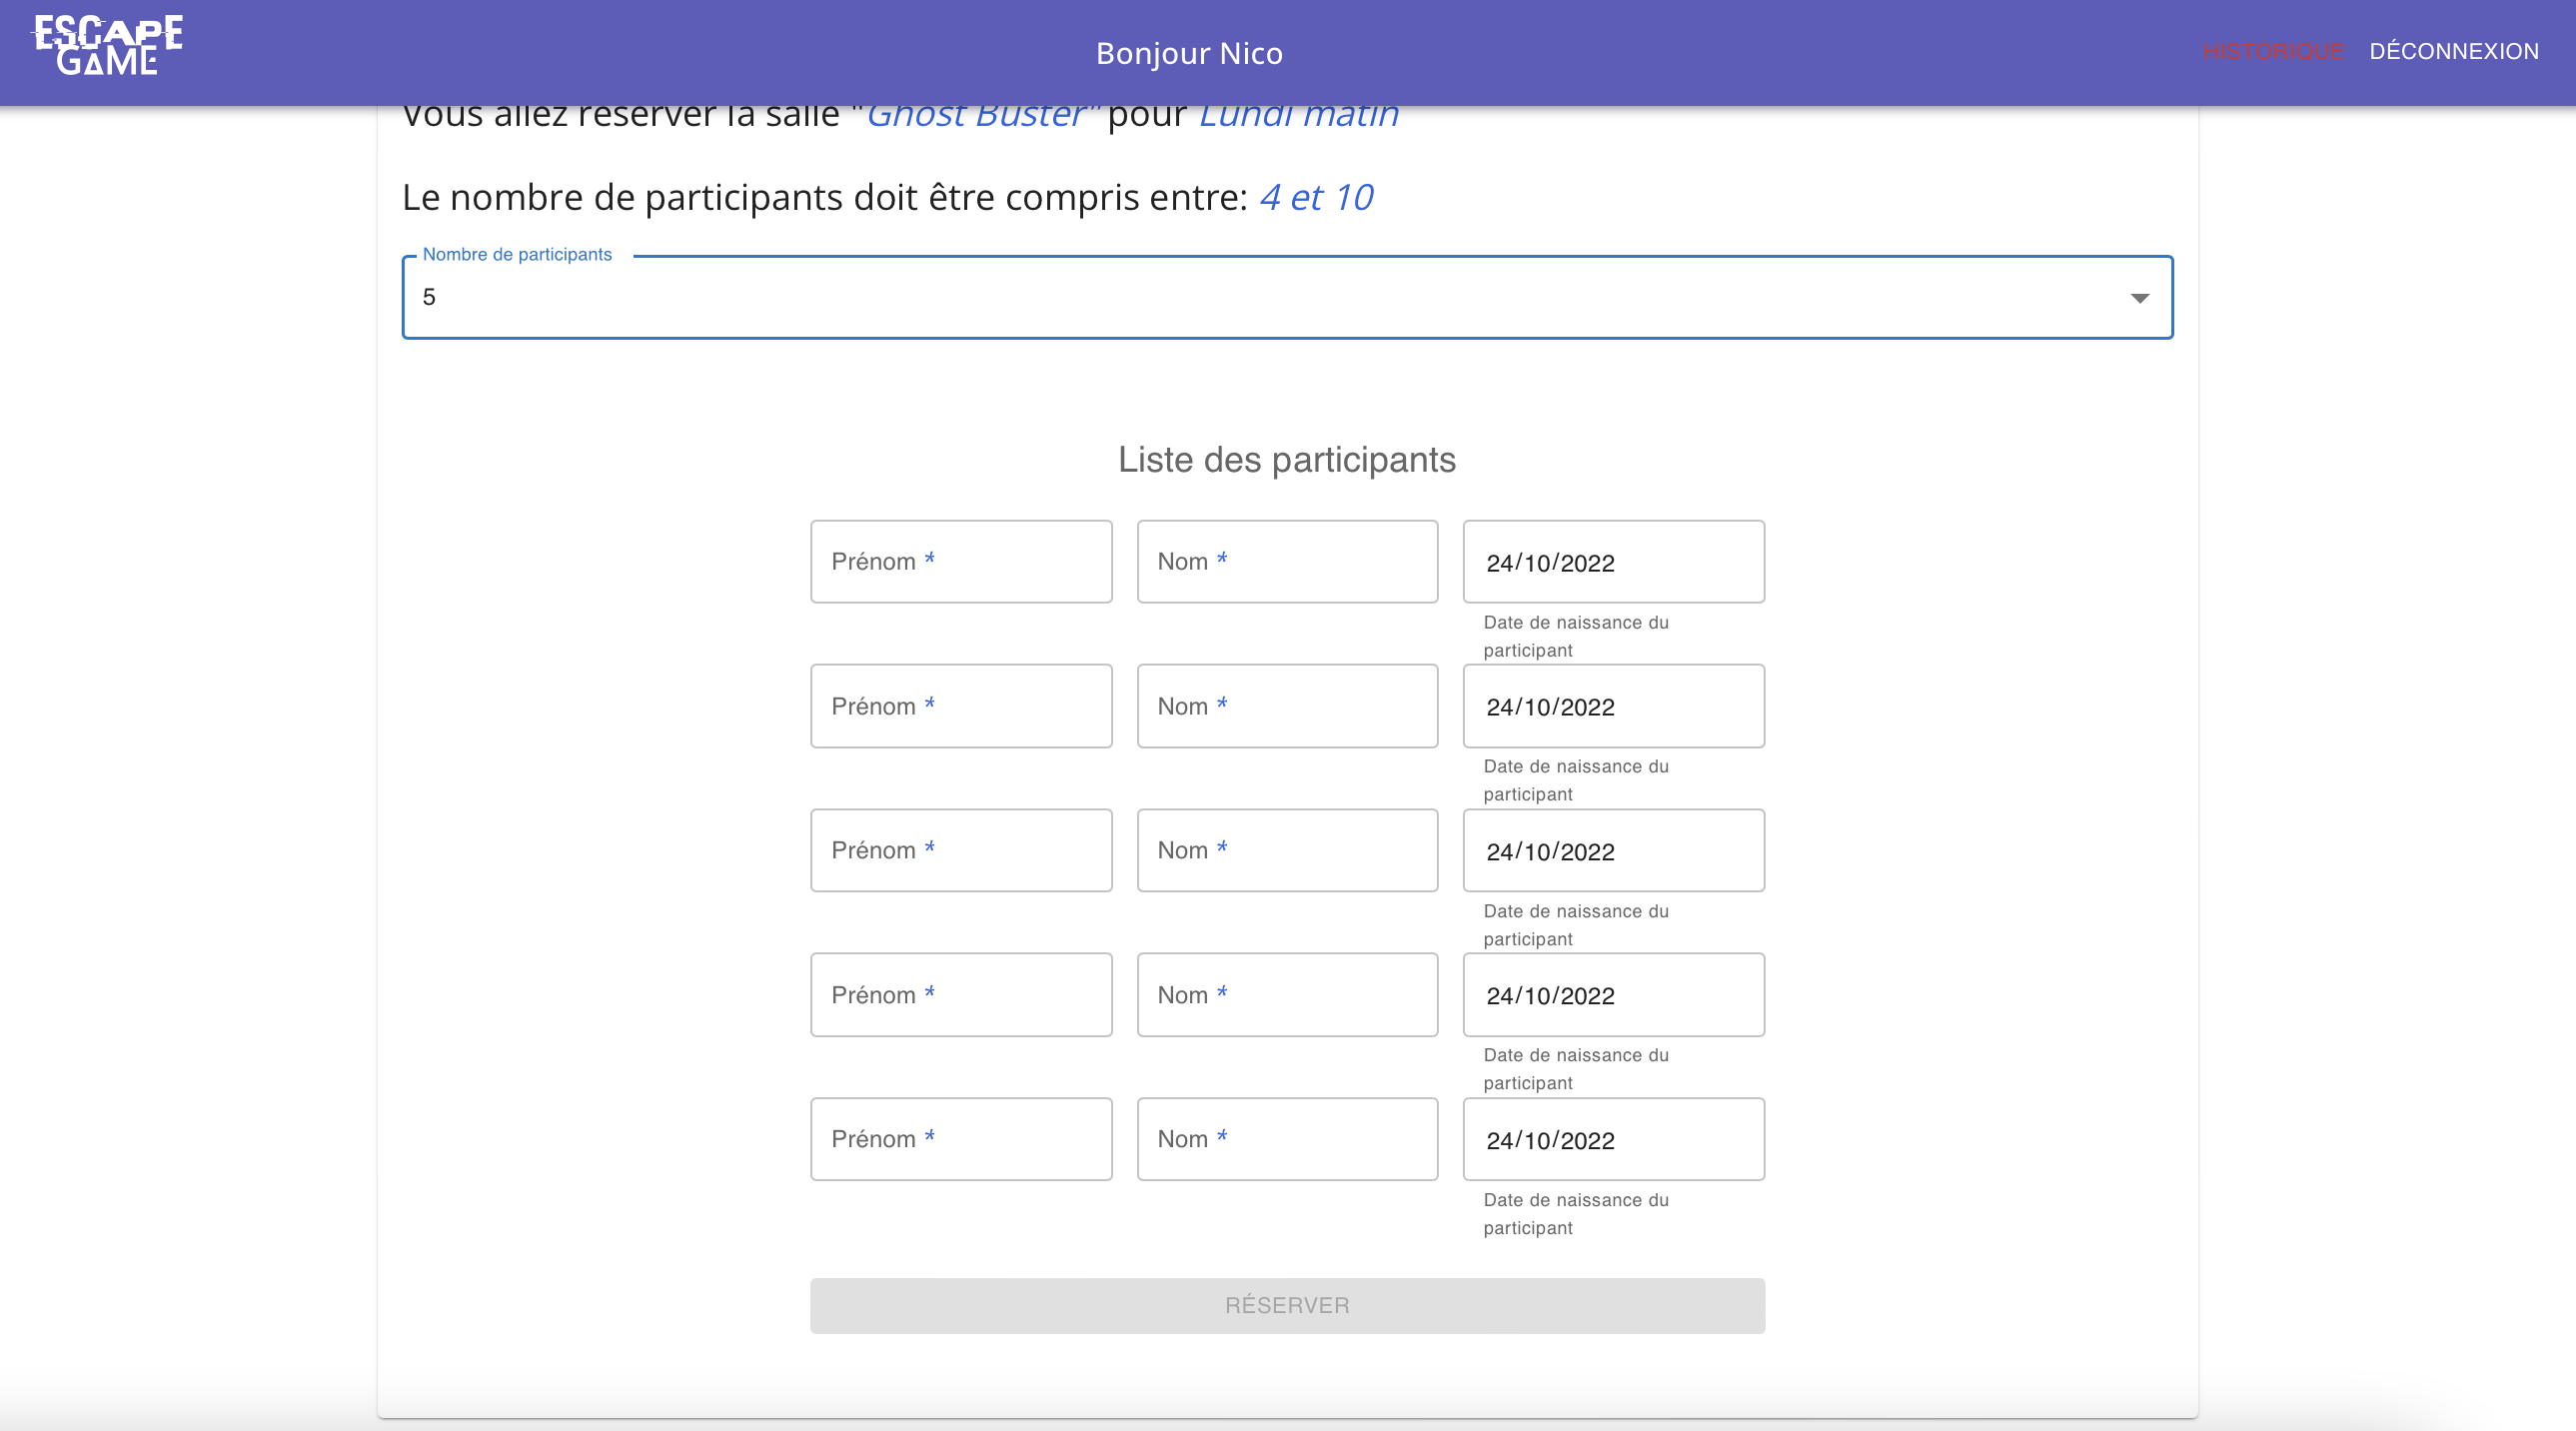 ESCAPE
GAME
Bonjour Nico
HISTORIQUE
DÉCONNEXION
Vous allez réserver la salle "Ghost Buster" pour Lundi matin
Le nombre de participants doit être compris entre: 4 et 10
Nombre de participants
5
Liste des participants
Prénom * Nom * 24/10/2022
Date de naissance du
participant
Prénom * Nom * 24/10/2022
Date de naissance du
participant
Prénom * Nom * 24/10/2022
Date de naissance du
participant
Prénom * Nom * 24/10/2022
Date de naissance du
participant
Prénom * Nom * 24/10/2022
Date de naissance du
participant
RÉSERVER